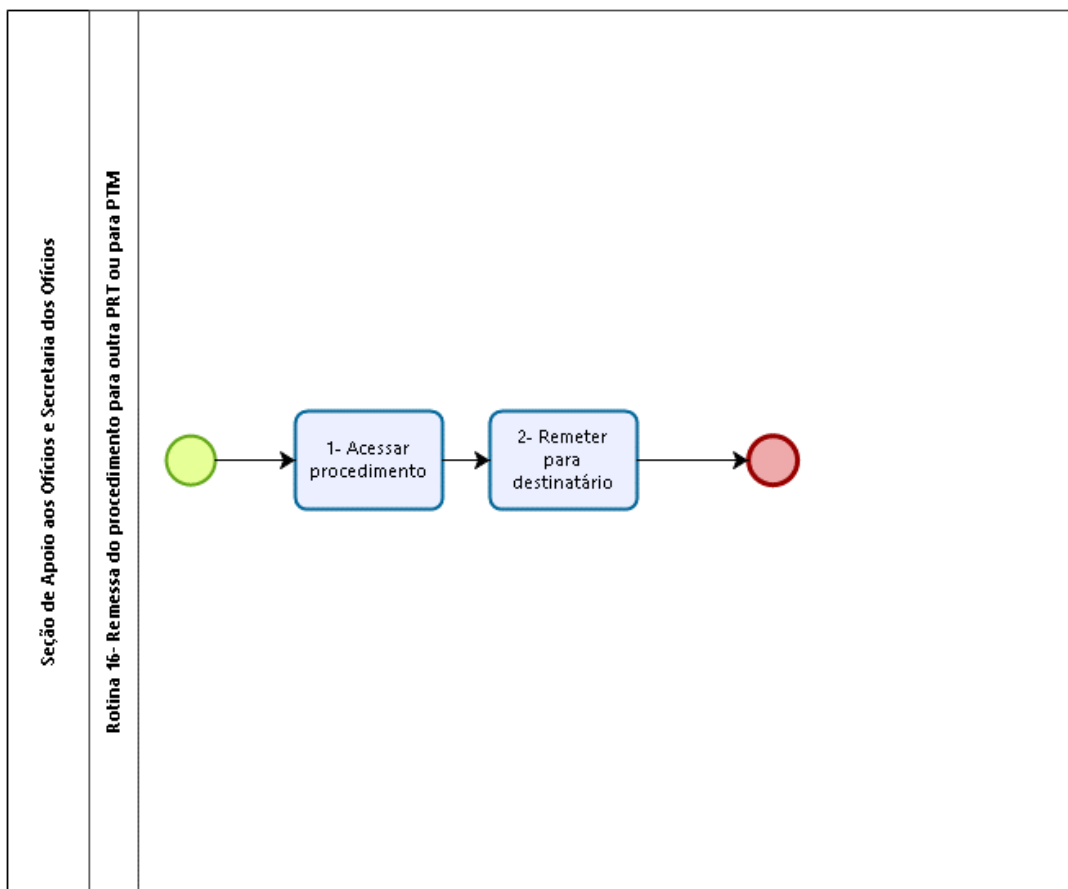 Seção de Apoio aos Ofícios e Secretaria dos Ofícios
Rotina 16- Remessa do procedimento para outra PRT ou para PTM
1- Acessar
procedimento
2- Remeter
para
destinatário